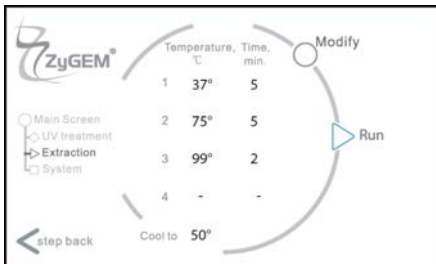 ZyGEM®
Main Screen
UV treatment
Extraction
System
step back
Temperature, Time,
℃ min.
1 37° 5
2 75° 5
3 99° 2
4 - -
Cool to 50°
Modify
Run